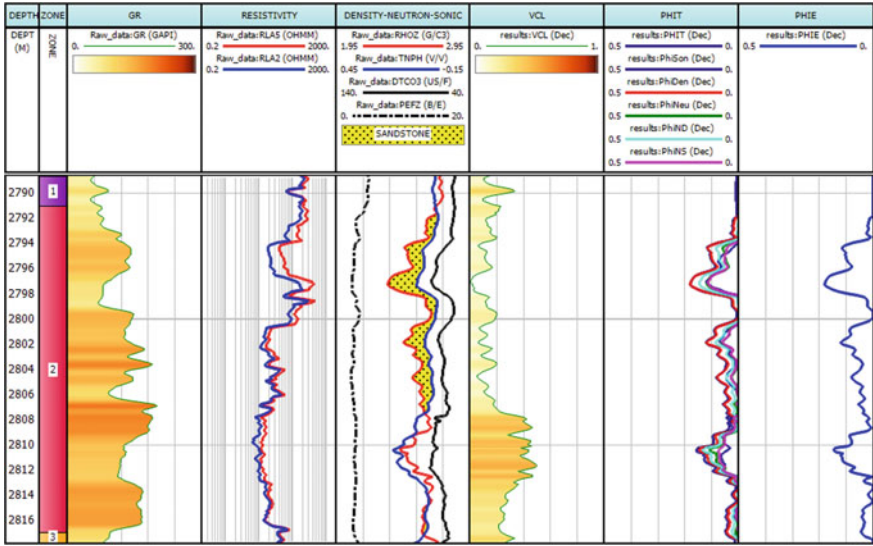 DEPTH ZONE GR RESISTIVITY DENSITY-NEUTRON-SONIC VCL PHIT PHIE
DEPT (M)
ZONE
Raw_data:GR (GAPI)
0. 300.
Raw_data:RLA5 (OHMM)
0.2 2000.
Raw_data:RLA2 (OHMM)
0.2 2000.
Raw_data:RHOZ (G/C3)
1.95 2.95
Raw_data:TNPH (V/V)
0.45 -0.15
Raw_data:DTCO3 (US/F)
140. 40.
Raw_data:PEFZ (B/E)
0. 20.
SANDSTONE
results:VCL (Dec)
0. 1.
results:PHIT (Dec)
0.5 0.
results:PhiSon (Dec)
0.5 0.
results:PhiDen (Dec)
0.5 0.
results:PhiNeu (Dec)
0.5 0.
results:PhiND (Dec)
0.5 0.
results:PhiNS (Dec)
0.5 0.
results:PHIE (Dec)
0.5 0.
2790 1
2792
2794
2796
2798
2800
2802
2804 2
2806
2808
2810
2812
2814
2816
3